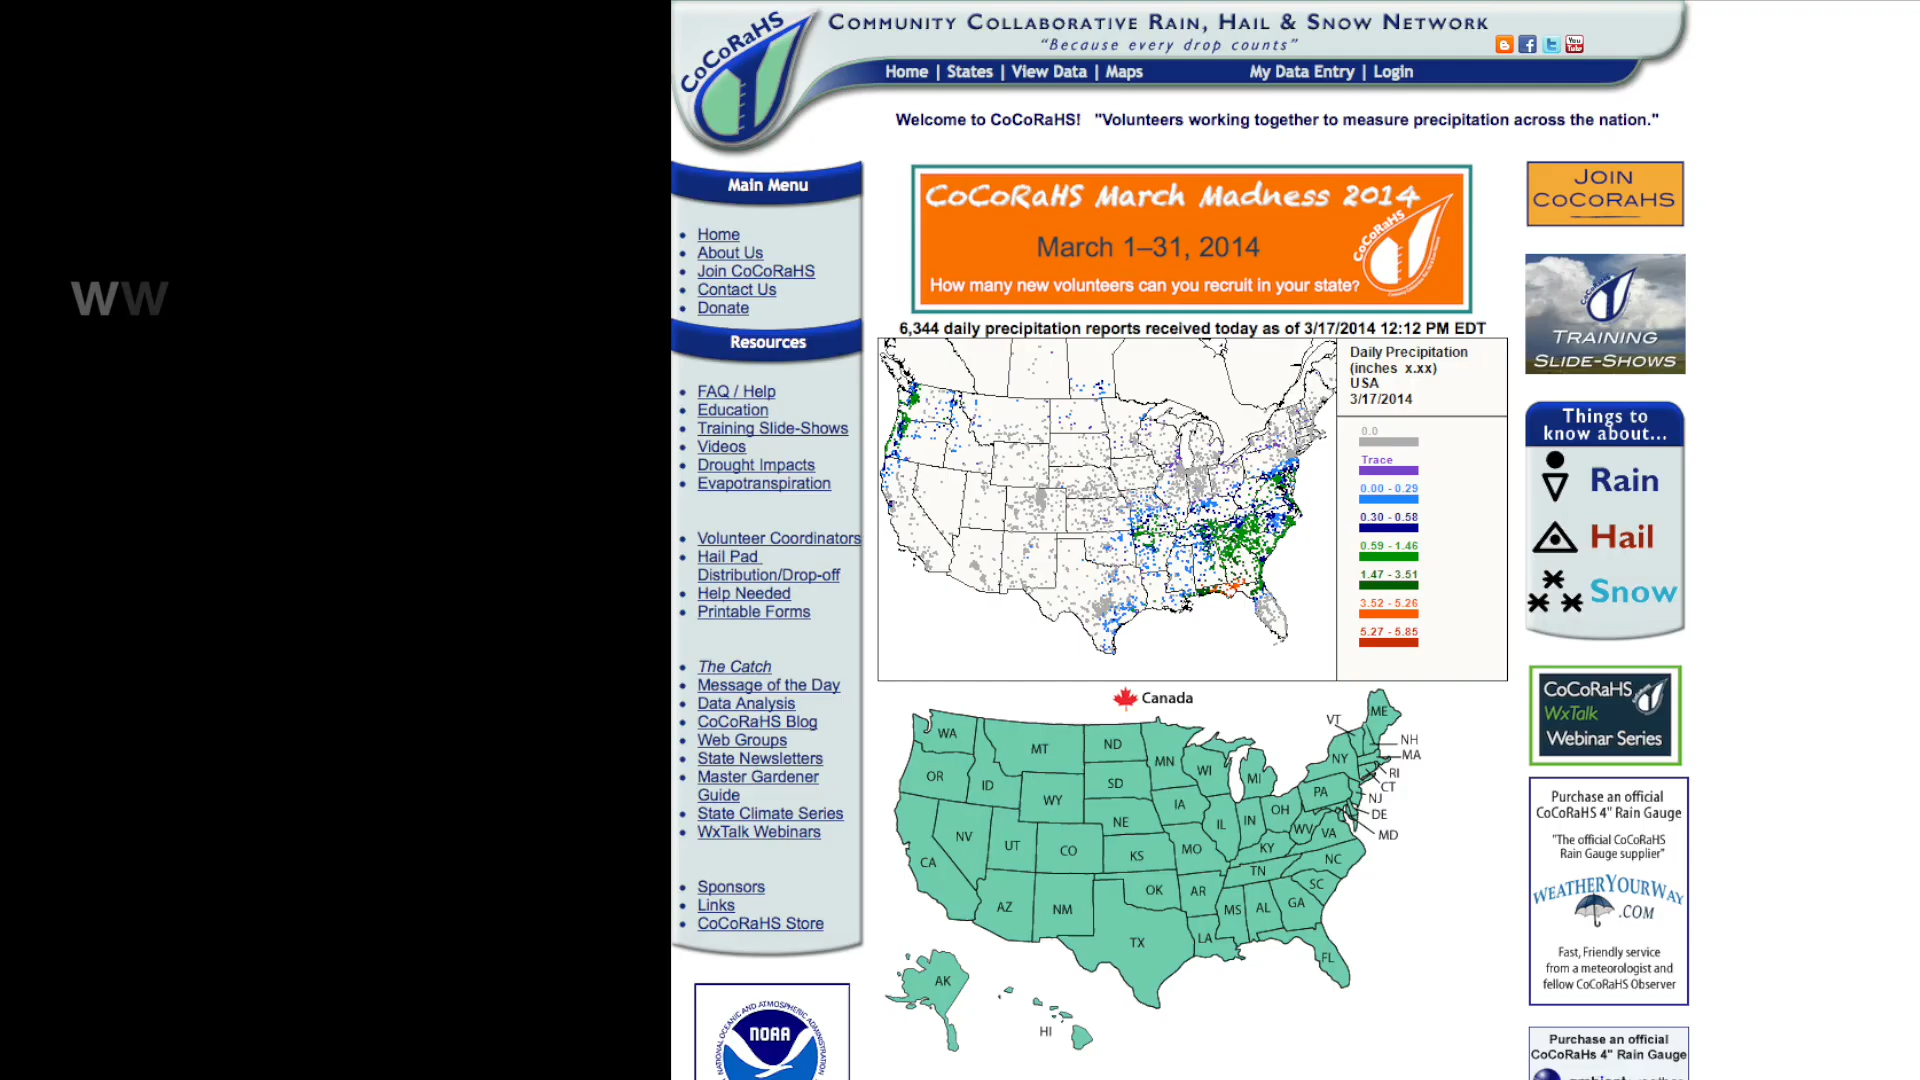 WW
CoCoRaHS
COMMUNITY COLLABORATIVE RAIN, HAIL & SNOW NETWORK
"Because every drop counts"
You Tube
Home | States | View Data | Maps
My Data Entry | Login
Welcome to CoCoRaHS! "Volunteers working together to measure precipitation across the nation."
Main Menu
Home
About Us
Join CoCoRaHS
Contact Us
Donate
Resources
FAQ / Help
Education
Training Slide-Shows
Videos
Drought Impacts
Evapotranspiration
Volunteer Coordinators
Hail Pad
Distribution/Drop-off
Help Needed
Printable Forms
The Catch
Message of the Day
Data Analysis
CoCoRaHS Blog
Web Groups
State Newsletters
Master Gardener
Guide
State Climate Series
WxTalk Webinars
Sponsors
Links
CoCoRaHS Store
NATIONAL OCEANIC AND ATMOSPHERIC ADMINISTRATION
NOAA
CoCoRaHS March Madness 2014
March 1–31, 2014
How many new volunteers can you recruit in your state?
CoCoRaHS
6,344 daily precipitation reports received today as of 3/17/2014 12:12 PM EDT
Daily Precipitation
(inches x.xx)
USA
3/17/2014
0.0
Trace
0.00 - 0.29
0.30 - 0.58
0.59 - 1.46
1.47 - 3.51
3.52 - 5.26
5.27 - 5.85
Canada
WA
MT
ND
MN
WI
MI
NY
VT
ME
NH
MA
RI
CT
NJ
DE
MD
OR
ID
WY
SD
IA
NE
IL
IN
OH
PA
WV
VA
NV
UT
CO
KS
MO
KY
NC
CA
AZ
NM
OK
AR
TN
SC
MS
AL
GA
TX
LA
FL
AK
HI
JOIN
COCORAHS
CoCoRaHS
TRAINING
SLIDE-SHOWS
Things to
know about...
Rain
Hail
Snow
CoCoRaHS
WxTalk
Webinar Series
Purchase an official
CoCoRaHS 4" Rain Gauge
"The official CoCoRaHS
Rain Gauge supplier"
WEATHERYOURWAY
.COM
Fast, Friendly service
from a meteorologist and
fellow CoCoRaHS Observer
Purchase an official
CoCoRaHs 4" Rain Gauge